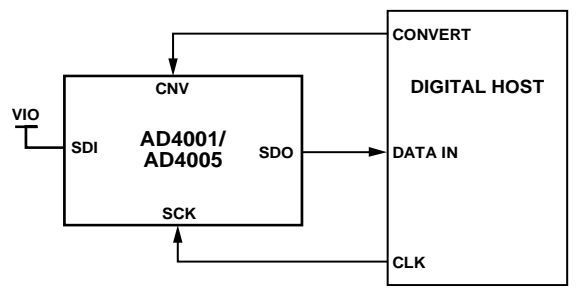 CONVERT
CNV
DIGITAL HOST
VIO
SDI
AD4001/
AD4005
SDO
DATA IN
SCK
CLK